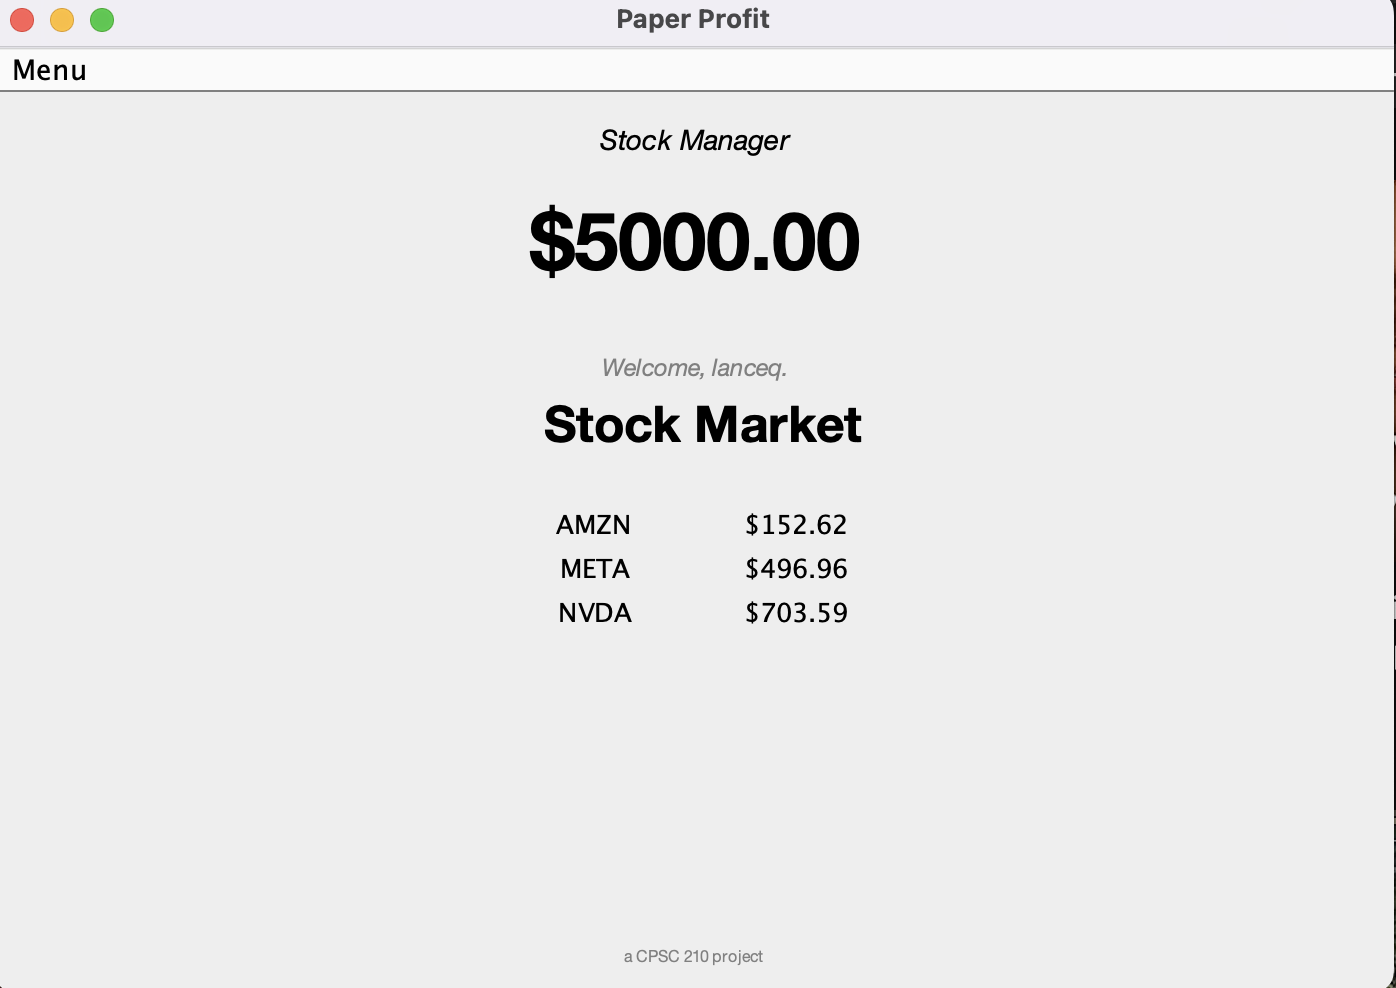 Paper Profit
Menu
Stock Manager
$5000.00
Welcome, lanceq.
Stock Market
AMZN $152.62
META $496.96
NVDA $703.59
a CPSC 210 project